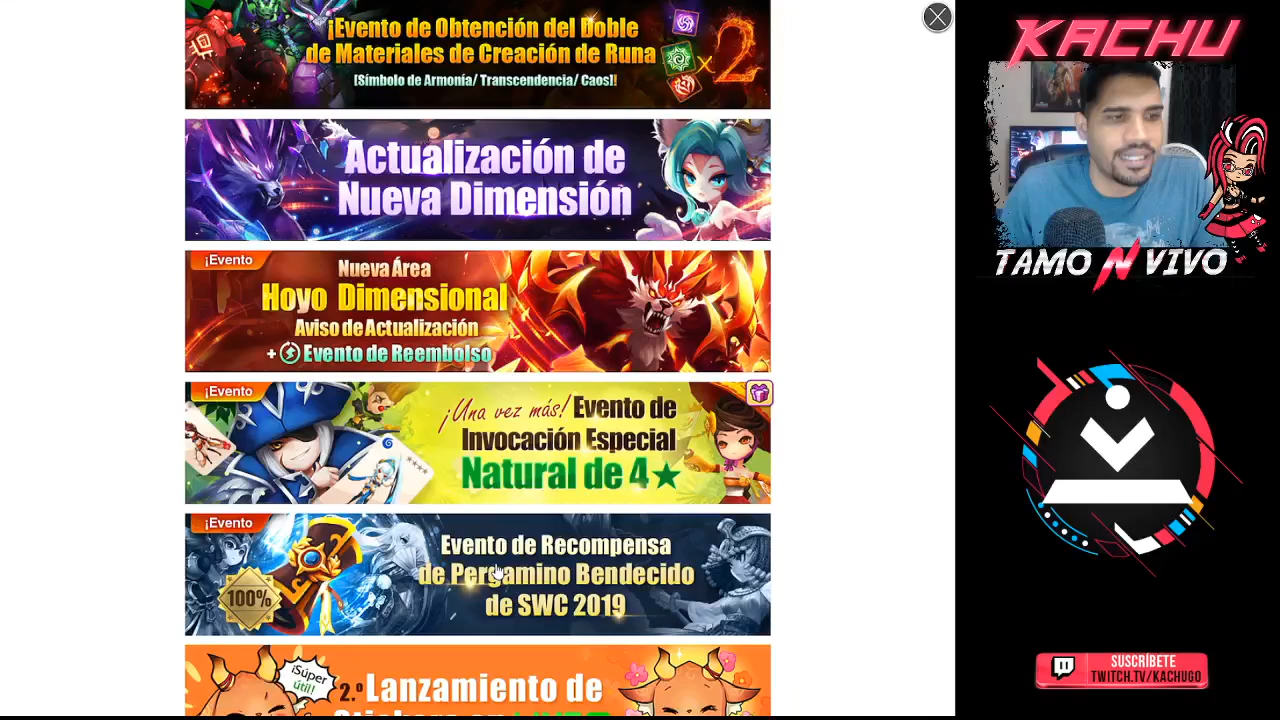 ¡Evento de Obtención del Doble
de Materiales de Creación de Runa
[Símbolo de Armonía/ Transcendencia/ Caos]!
x2
Actualización de
Nueva Dimensión
¡Evento
Nueva Área
Hoyo Dimensional
Aviso de Actualización
+ Evento de Reembolso
¡Evento
¡Una vez más! Evento de
Invocación Especial
Natural de 4★
¡Evento
100%
Evento de Recompensa
de Pergamino Bendecido
de SWC 2019
¡Súper
útil!
2.º Lanzamiento de
KACHU
TAMO N VIVO
SUSCRÍBETE
TWITCH.TV/KACHUGO